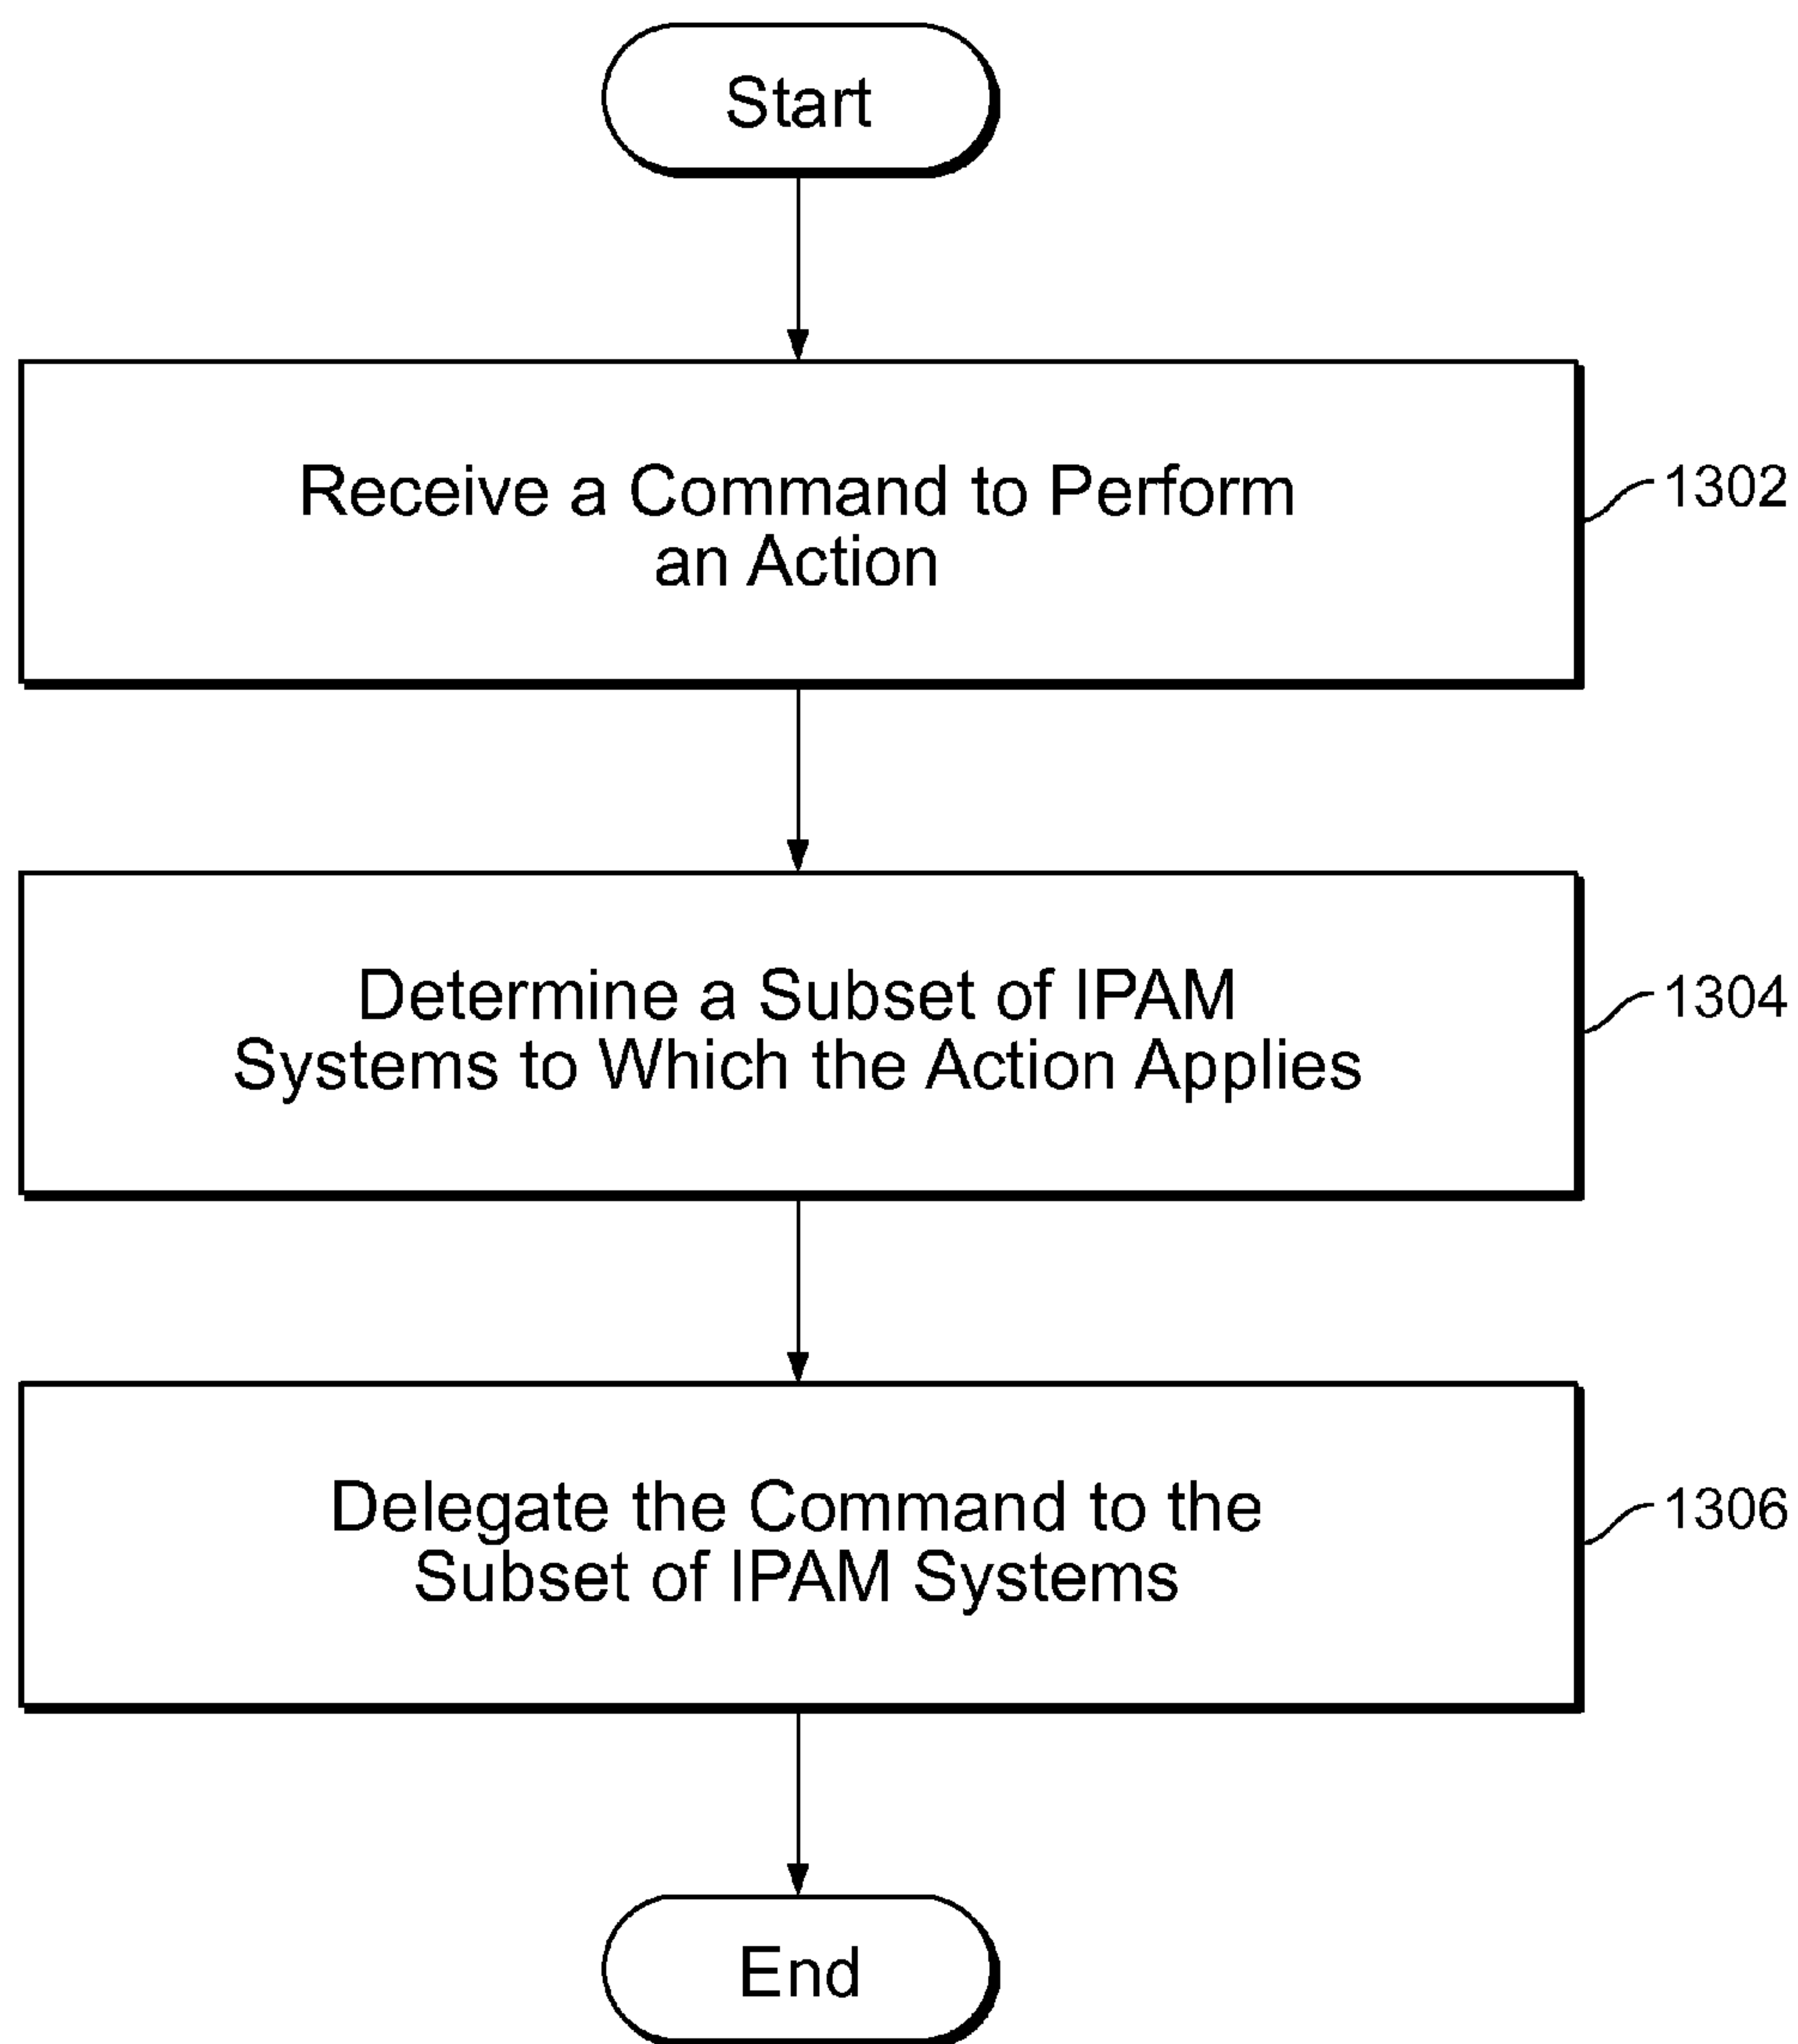 Start
Receive a Command to Perform
an Action
1302
Determine a Subset of IPAM
Systems to Which the Action Applies
1304
Delegate the Command to the
Subset of IPAM Systems
1306
End